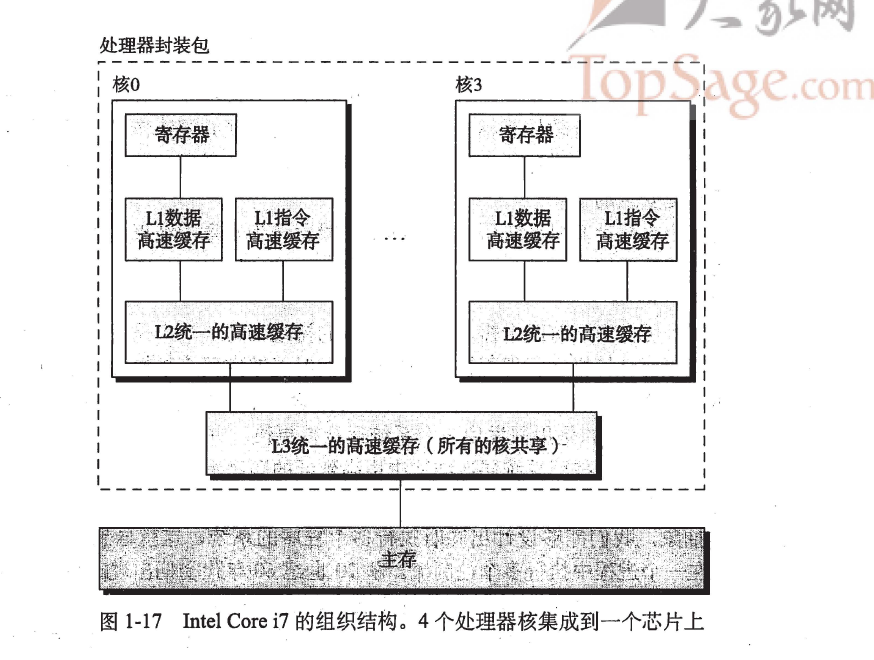 大家网
TopSage.com
处理器封装包
核0
核3
寄存器
寄存器
L1数据
高速缓存
L1指令
高速缓存
...
L1数据
高速缓存
L1指令
高速缓存
L2统一的高速缓存
L2统一的高速缓存
L3统一的高速缓存（所有的核共享）
主存
图 1-17 Intel Core i7 的组织结构。4 个处理器核集成到一个芯片上